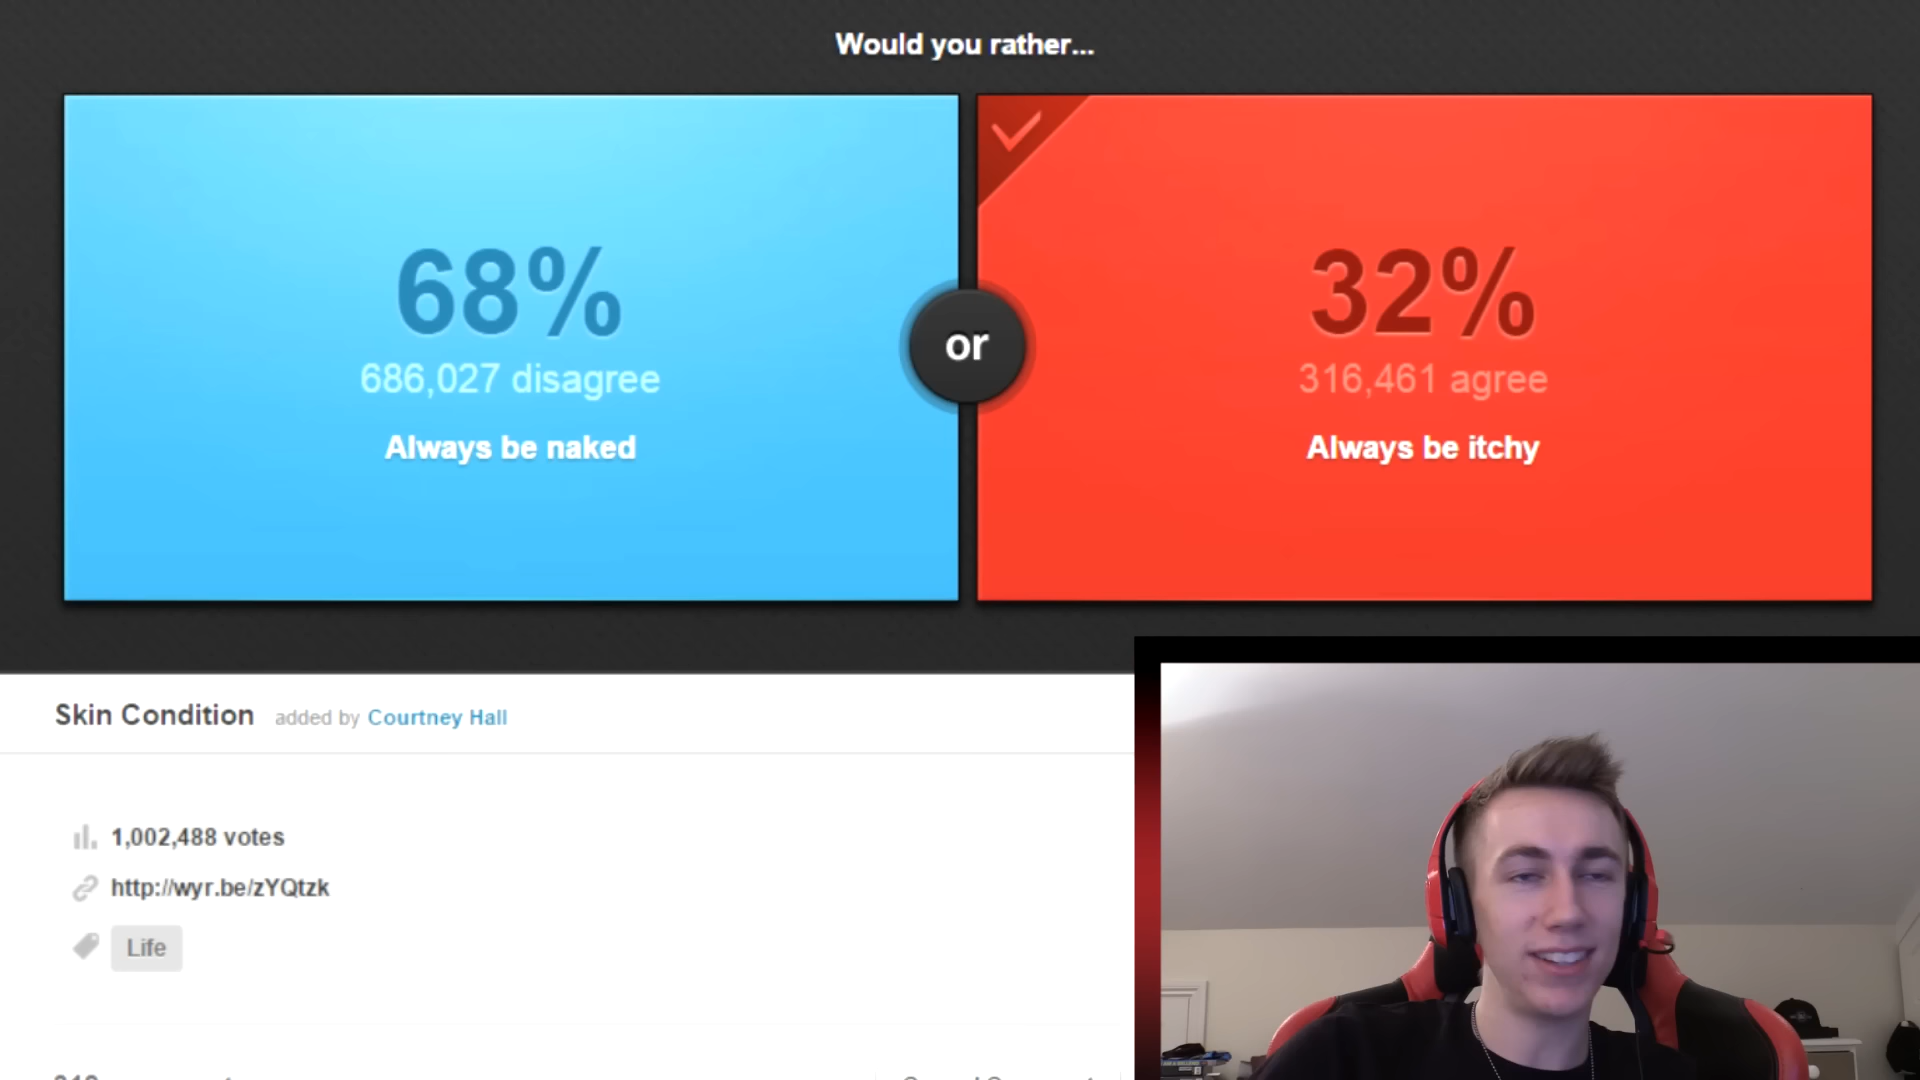 Would you rather...
68%
686,027 disagree
Always be naked
or
32%
316,461 agree
Always be itchy
Skin Condition added by Courtney Hall
1,002,488 votes
http://wyr.be/zYQtzk
Life